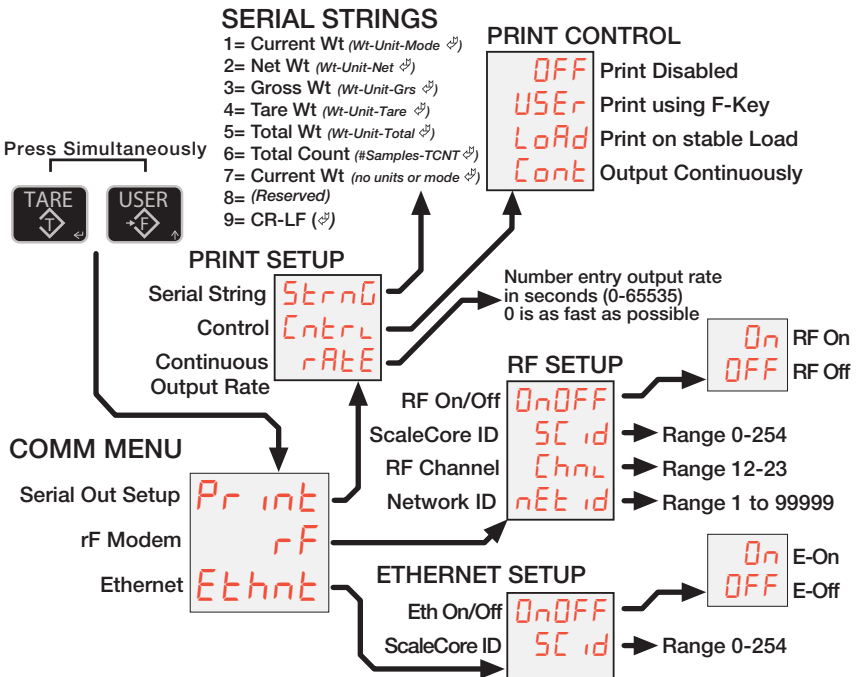 SERIAL STRINGS
1= Current Wt (Wt-Unit-Mode ⏎)
2= Net Wt (Wt-Unit-Net ⏎)
3= Gross Wt (Wt-Unit-Grs ⏎)
4= Tare Wt (Wt-Unit-Tare ⏎)
5= Total Wt (Wt-Unit-Total ⏎)
6= Total Count (#Samples-TCNT ⏎)
7= Current Wt (no units or mode ⏎)
8= (Reserved)
9= CR-LF (⏎)
PRINT CONTROL
OFF Print Disabled
USEr Print using F-Key
LoAd Print on stable Load
Cont Output Continuously
Press Simultaneously
TARE
T
USER
F
PRINT SETUP
Serial String StrnG
Control CntrL
Continuous Output Rate rAtE
Number entry output rate
in seconds (0-65535)
0 is as fast as possible
COMM MENU
Serial Out Setup Print
rF Modem rF
Ethernet Ethnt
RF SETUP
RF On/Off OnOFF
ScaleCore ID SC id Range 0-254
RF Channel ChnL Range 12-23
Network ID nEt id Range 1 to 99999
On RF On
OFF RF Off
ETHERNET SETUP
Eth On/Off OnOFF
ScaleCore ID SC id Range 0-254
On E-On
OFF E-Off